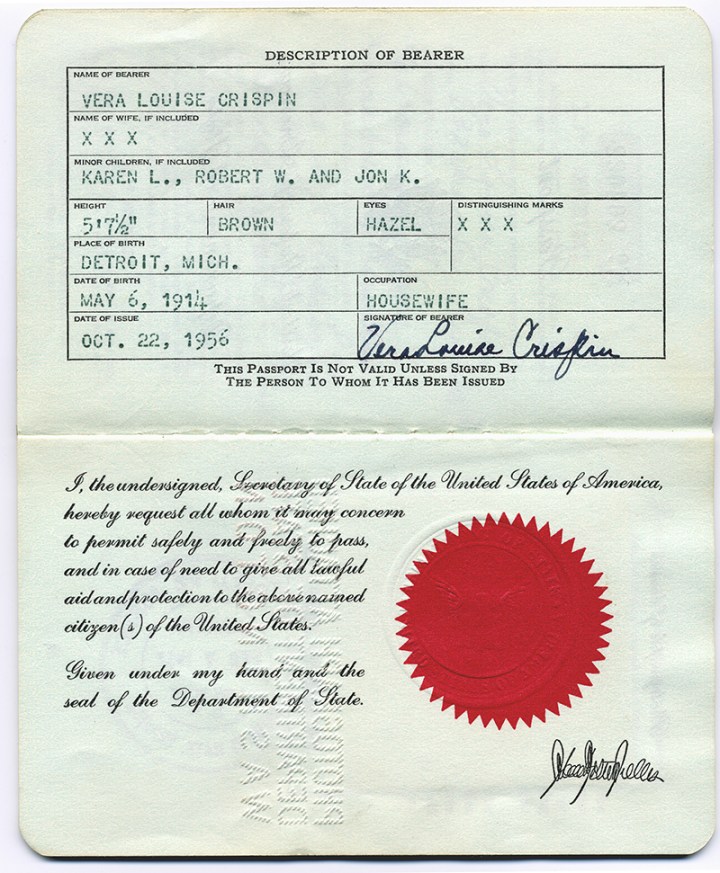 DESCRIPTION OF BEARER
NAME OF BEARER
VERA LOUISE CRISPIN
NAME OF WIFE, IF INCLUDED
X X X
MINOR CHILDREN, IF INCLUDED
KAREN L., ROBERT W. AND JON K.
HEIGHT HAIR EYES DISTINGUISHING MARKS
5'7½" BROWN HAZEL X X X
PLACE OF BIRTH
DETROIT, MICH.
DATE OF BIRTH OCCUPATION
MAY 6, 1914 HOUSEWIFE
DATE OF ISSUE SIGNATURE OF BEARER
OCT. 22, 1956 Vera Louise Crispin
THIS PASSPORT IS NOT VALID UNLESS SIGNED BY
THE PERSON TO WHOM IT HAS BEEN ISSUED
I, the undersigned, Secretary of State of the United States of America,
hereby request all whom it may concern
to permit safely and freely to pass,
and in case of need to give all lawful
aid and protection to the above named
citizen(s) of the United States.
Given under my hand and the
seal of the Department of State.